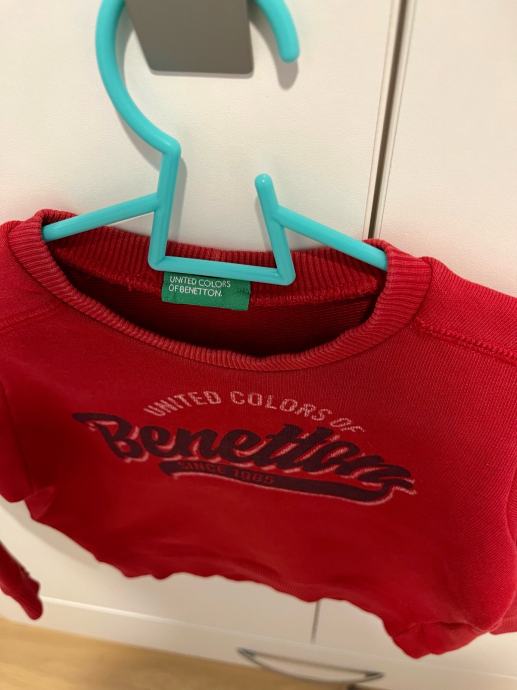 UNITED COLORS
OF BENETTON.
UNITED COLORS OF
Benetton
SINCE 1965